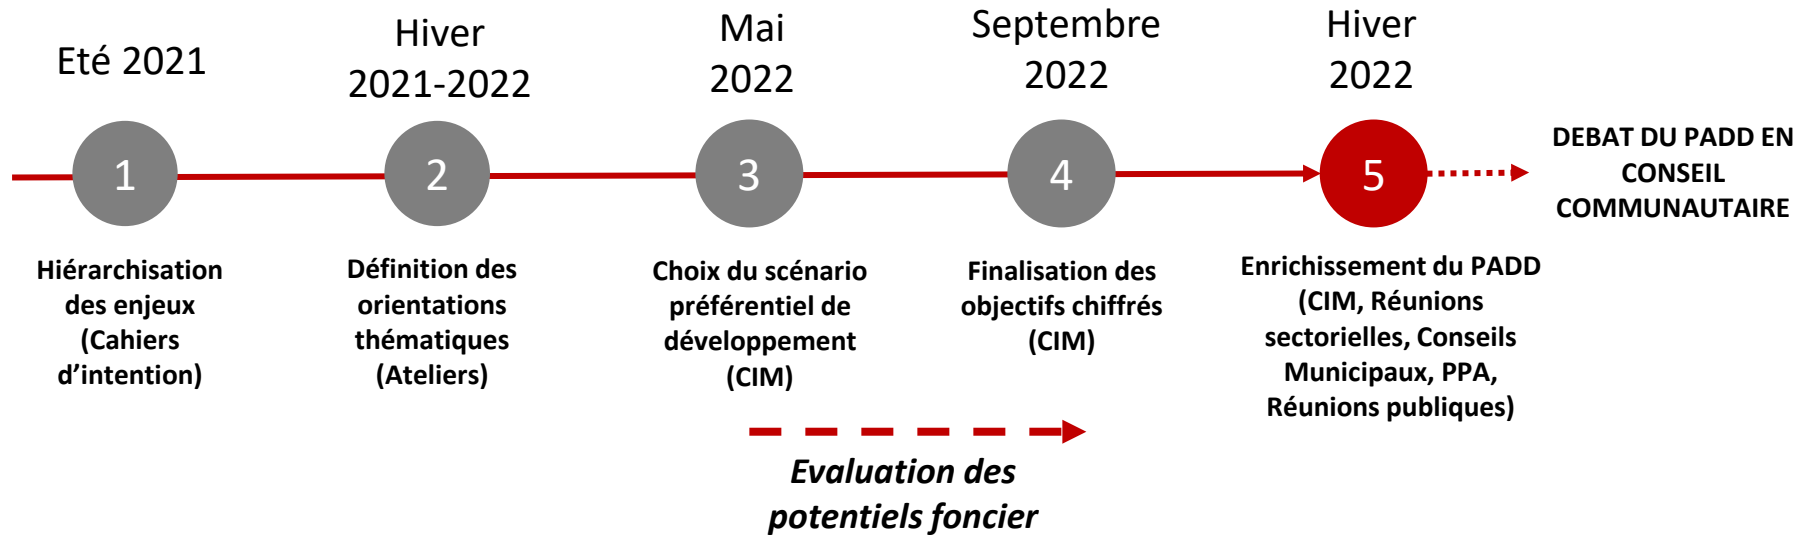 Eté 2021
Hiver
2021-2022
Mai
2022
Septembre
2022
Hiver
2022
1
2
3
4
5
DEBAT DU PADD EN
CONSEIL
COMMUNAUTAIRE
Hiérarchisation
des enjeux
(Cahiers
d’intention)
Définition des
orientations
thématiques
(Ateliers)
Choix du scénario
préférentiel de
développement
(CIM)
Finalisation des
objectifs chiffrés
(CIM)
Enrichissement du PADD
(CIM, Réunions
sectorielles, Conseils
Municipaux, PPA,
Réunions publiques)
Evaluation des
potentiels foncier